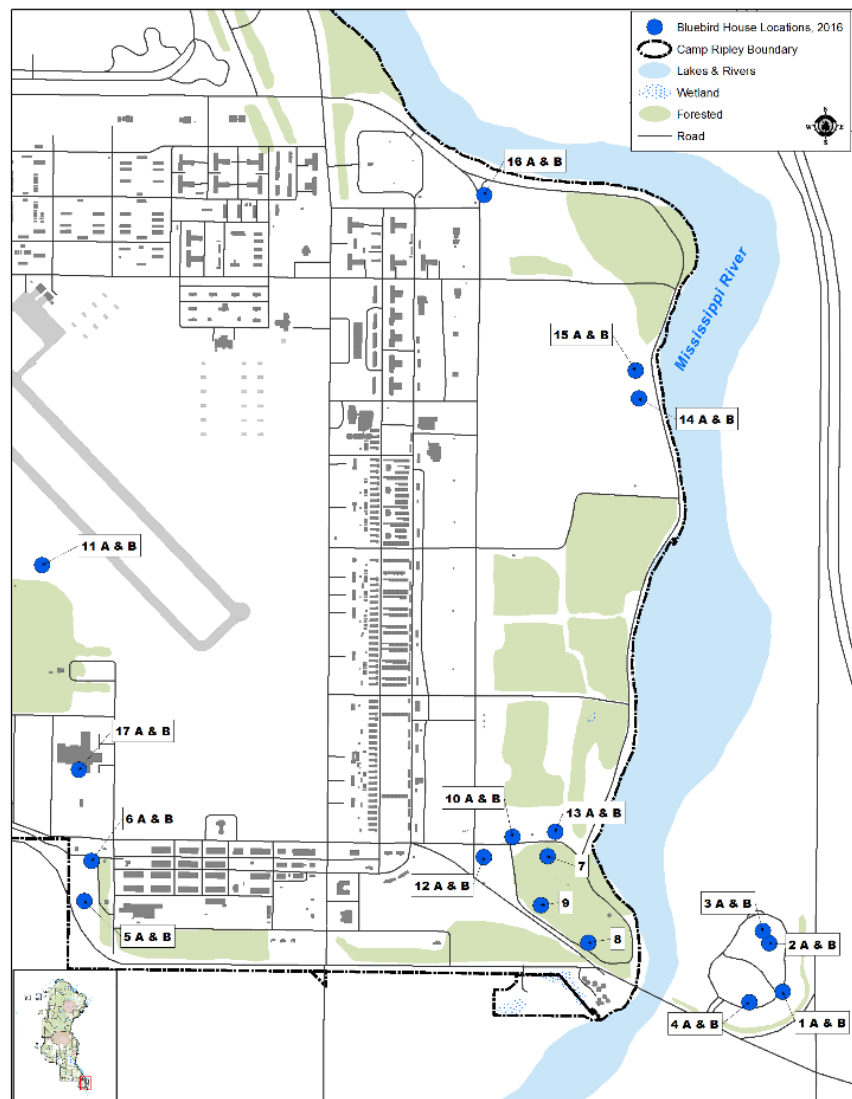 Bluebird House Locations, 2016
Camp Ripley Boundary
Lakes & Rivers
Wetland
Forested
Road
N
W
E
S
16 A & B
Mississippi River
15 A & B
14 A & B
11 A & B
17 A & B
10 A & B
13 A & B
6 A & B
7
12 A & B
9
3 A & B
5 A & B
8
2 A & B
4 A & B
1 A & B